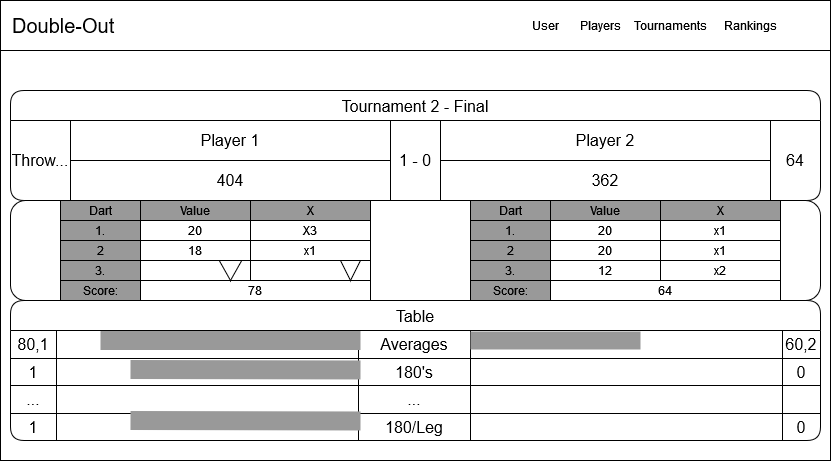 Double-Out User Players Tournaments Rankings
Tournament 2 - Final
Player 1 Player 2
Throw... 1 - 0 64
404 362
Dart Value X Dart Value X
1. 20 X3 1. 20 x1
2 18 x1 2 20 x1
3. 3. 12 x2
Score: 78 Score: 64
Table
80,1 Averages 60,2
1 180's 0
... ...
1 180/Leg 0